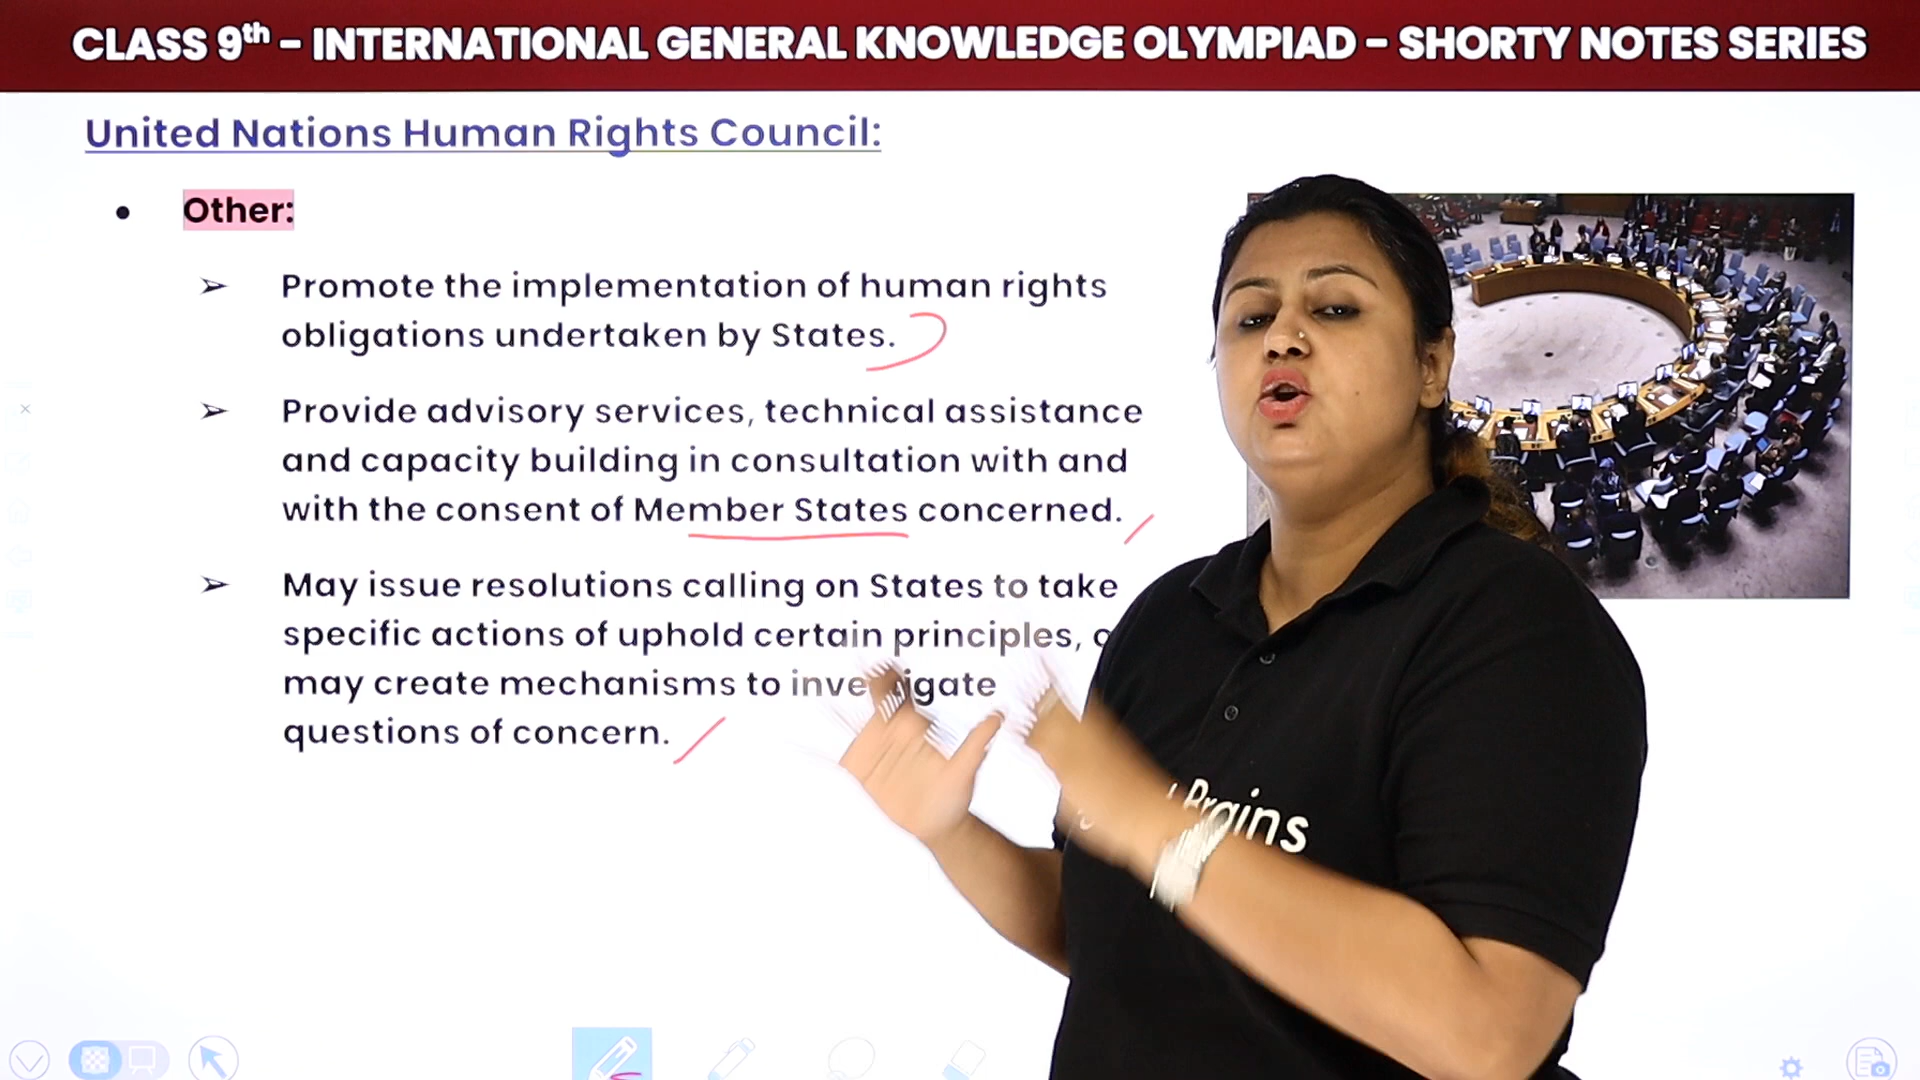 CLASS 9th - INTERNATIONAL GENERAL KNOWLEDGE OLYMPIAD - SHORTY NOTES SERIES
United Nations Human Rights Council:
• Other:
➢ Promote the implementation of human rights
obligations undertaken by States.
➢ Provide advisory services, technical assistance
and capacity building in consultation with and
with the consent of Member States concerned.
➢ May issue resolutions calling on States to take
specific actions of uphold certain principles,
may create mechanisms to
questions of concern.
Brains